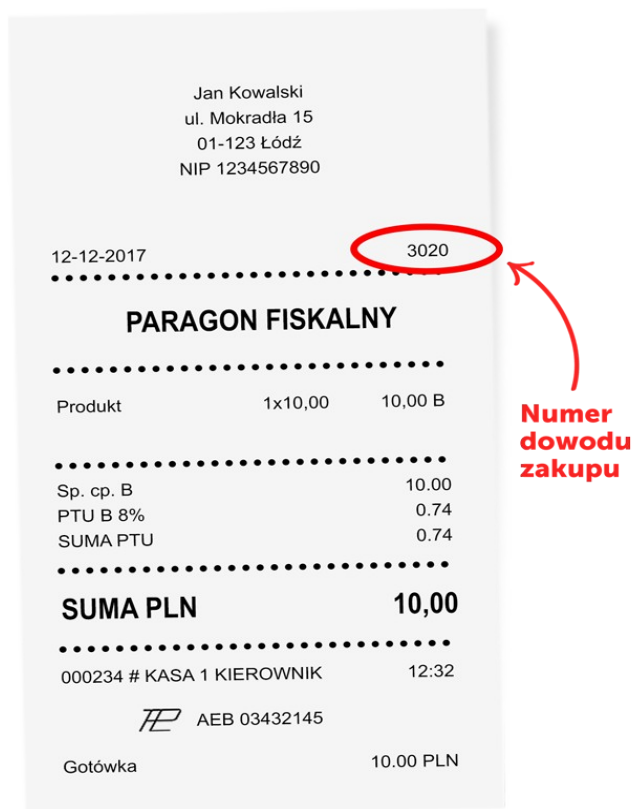 Jan Kowalski
ul. Mokradła 15
01-123 Łódź
NIP 1234567890
12-12-2017 3020
PARAGON FISKALNY
Produkt 1x10,00 10,00 B
Sp. cp. B 10.00
PTU B 8% 0.74
SUMA PTU 0.74
SUMA PLN 10,00
000234 # KASA 1 KIEROWNIK 12:32
AEB 03432145
Gotówka 10.00 PLN
Numer
dowodu
zakupu